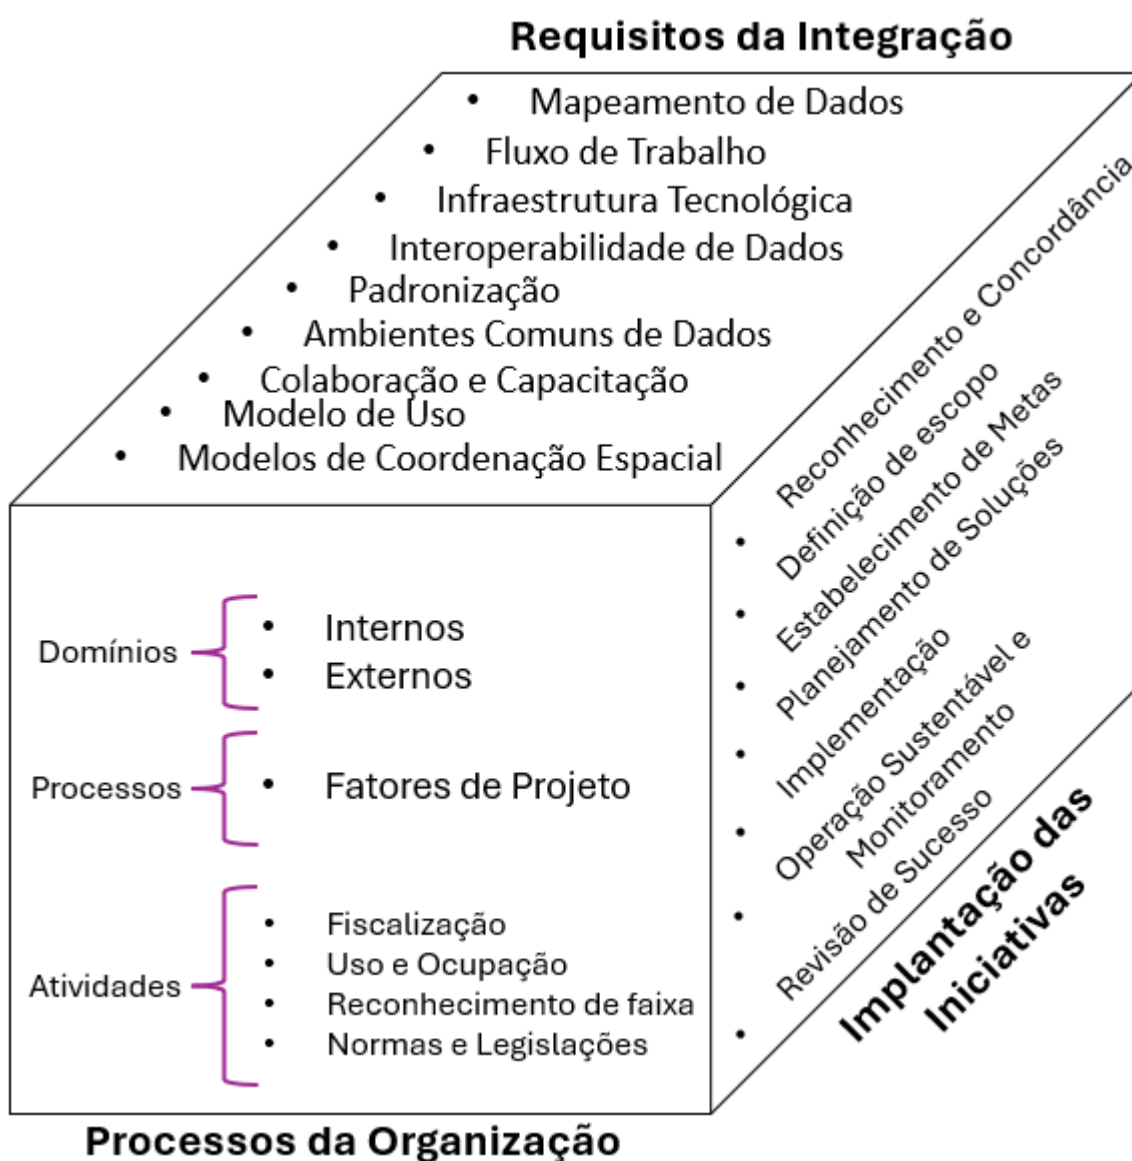 Requisitos da Integração
• Mapeamento de Dados
• Fluxo de Trabalho
• Infraestrutura Tecnológica
• Interoperabilidade de Dados
• Padronização
• Ambientes Comuns de Dados
• Colaboração e Capacitação
• Modelo de Uso
• Modelos de Coordenação Espacial
Domínios
• Internos
• Externos
Processos
• Fatores de Projeto
Atividades
• Fiscalização
• Uso e Ocupação
• Reconhecimento de faixa
• Normas e Legislações
Processos da Organização
• Reconhecimento e Concordância
• Definição de escopo
• Estabelecimento de Metas
• Planejamento de Soluções
• Implementação
• Operação Sustentável e
Monitoramento
• Revisão de Sucesso
Implantação das
Iniciativas